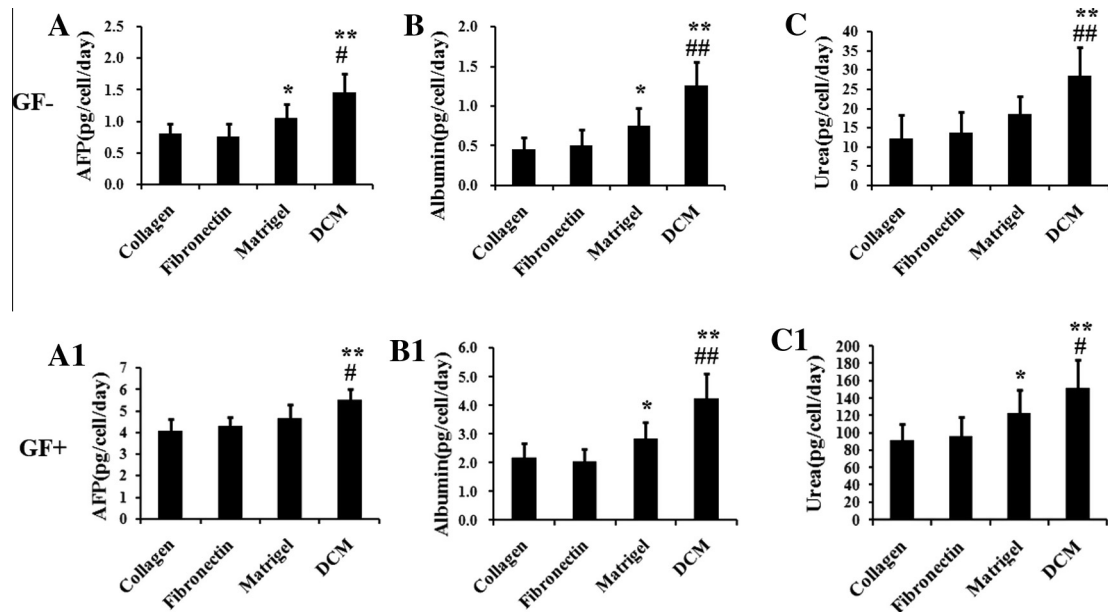 A
AFP(pg/cell/day)
2.5
2.0
1.5
1.0
0.5
0.0
*
**
#
Collagen
Fibronectin
Matrigel
DCM
B
Albumin(pg/cell/day)
2.0
1.5
1.0
0.5
0.0
*
**
##
Collagen
Fibronectin
Matrigel
DCM
C
Urea(pg/cell/day)
40
35
30
25
20
15
10
5
0
**
##
Collagen
Fibronectin
Matrigel
DCM
GF-
A1
AFP(pg/cell/day)
7
6
5
4
3
2
1
0
**
#
Collagen
Fibronectin
Matrigel
DCM
B1
Albumin(pg/cell/day)
6.0
5.0
4.0
3.0
2.0
1.0
0.0
*
**
##
Collagen
Fibronectin
Matrigel
DCM
C1
Urea(pg/cell/day)
200
180
160
140
120
100
80
60
40
20
0
*
**
#
Collagen
Fibronectin
Matrigel
DCM
GF+